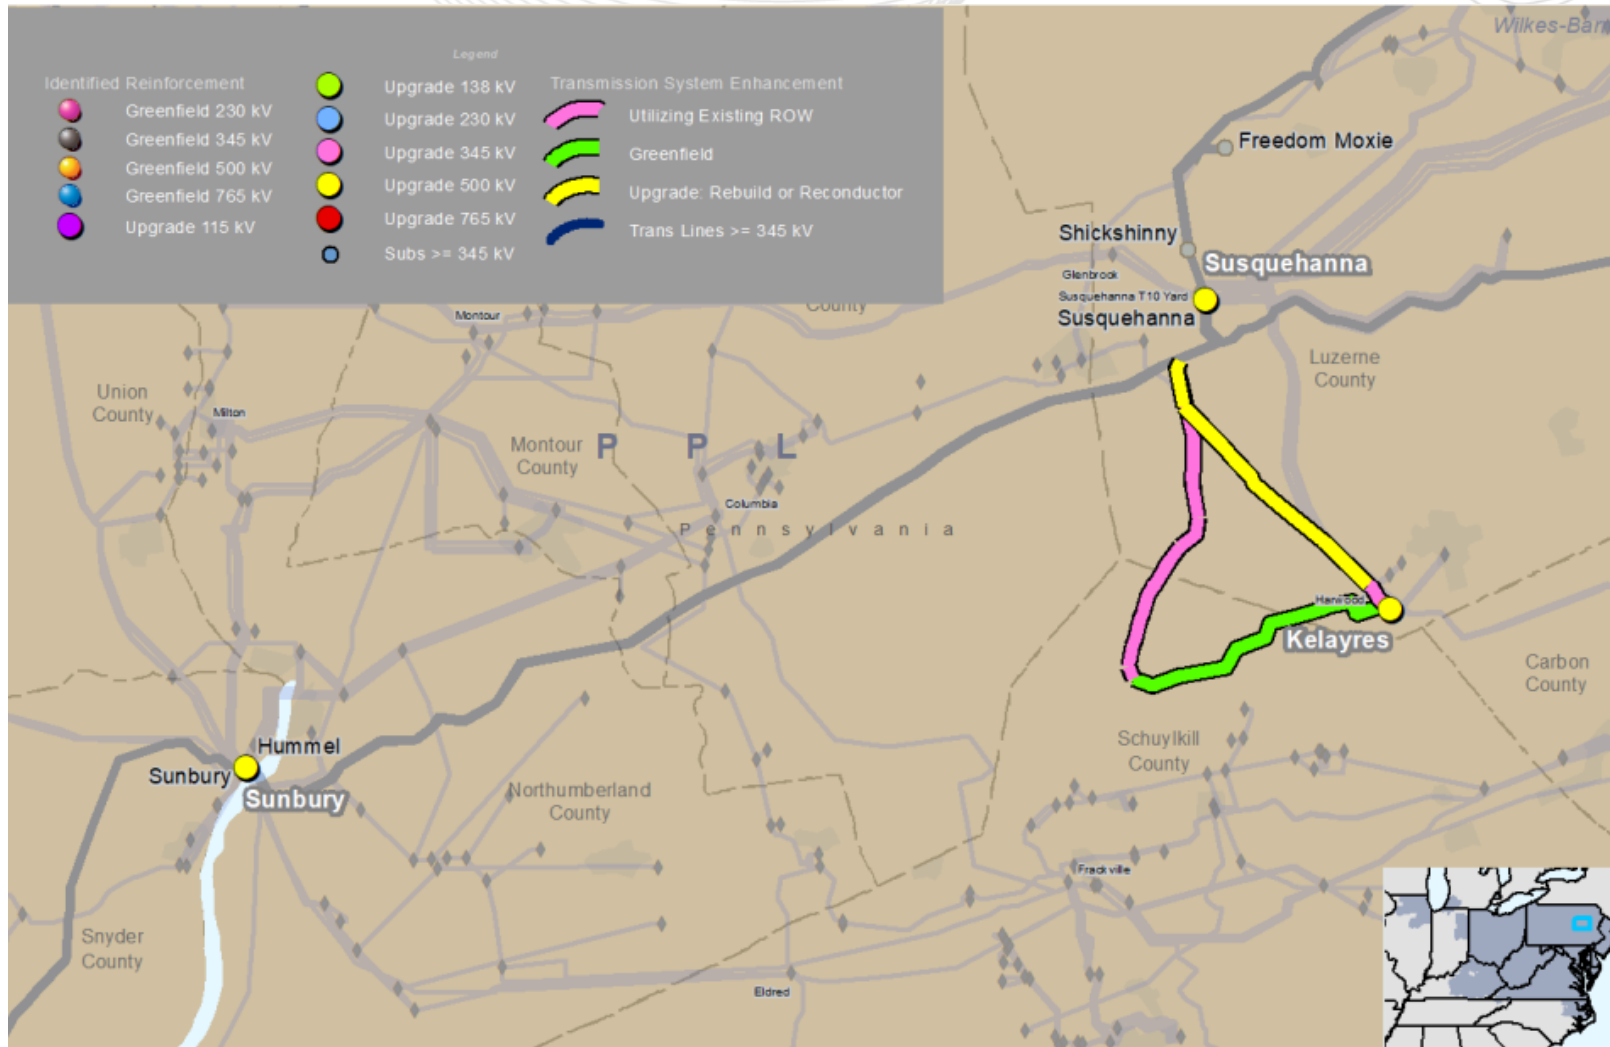 Legend
Identified Reinforcement
Greenfield 230 kV
Greenfield 345 kV
Greenfield 500 kV
Greenfield 765 kV
Upgrade 115 kV
Upgrade 138 kV
Upgrade 230 kV
Upgrade 345 kV
Upgrade 500 kV
Upgrade 765 kV
Subs >= 345 kV
Transmission System Enhancement
Utilizing Existing ROW
Greenfield
Upgrade: Rebuild or Reconductor
Trans Lines >= 345 kV
Freedom Moxie
Shickshinny
Susquehanna
Glenbrook
Susquehanna T10 Yard
Susquehanna
County
Montour
Luzerne
County
Union
County
Milton
Montour
County
P P L
Columbia
Pennsylvania
Harwood
Kelayres
Carbon
County
Schuylkill
County
Hummel
Sunbury
Sunbury
Northumberland
County
Frackville
Snyder
County
Eldred